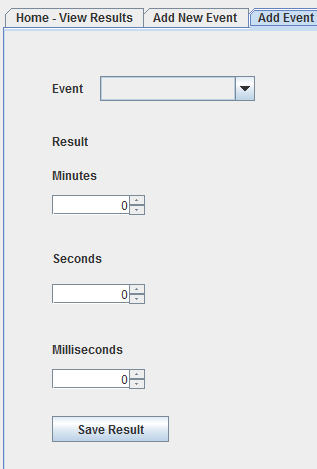 Home - View Results Add New Event Add Event
Event
Result
Minutes
0
Seconds
0
Milliseconds
0
Save Result